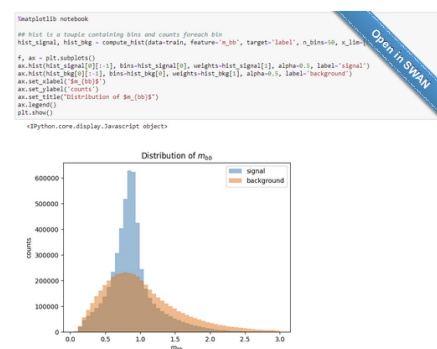 %matplotlib notebook
## hist is a touple containing bins and counts foreach bin
hist_signal, hist_bkg = compute_hist(data=train, feature='m_bb', target='label', n_bins=50, x_lim=
f, ax = plt.subplots()
ax.hist(hist_signal[0][:-1], bins=hist_signal[0], weights=hist_signal[1], alpha=0.5, label='signal')
ax.hist(hist_bkg[0][:-1], bins=hist_bkg[0], weights=hist_bkg[1], alpha=0.5, label='background')
ax.set_xlabel('$m_{bb}$')
ax.set_ylabel('counts')
ax.set_title("Distribution of $m_{bb}$")
ax.legend()
plt.show()
Open in SWAN
<IPython.core.display.Javascript object>
Distribution of mbb
signal
background
600000
500000
400000
300000
200000
100000
0
counts
0.0 0.5 1.0 1.5 2.0 2.5 3.0
mbb